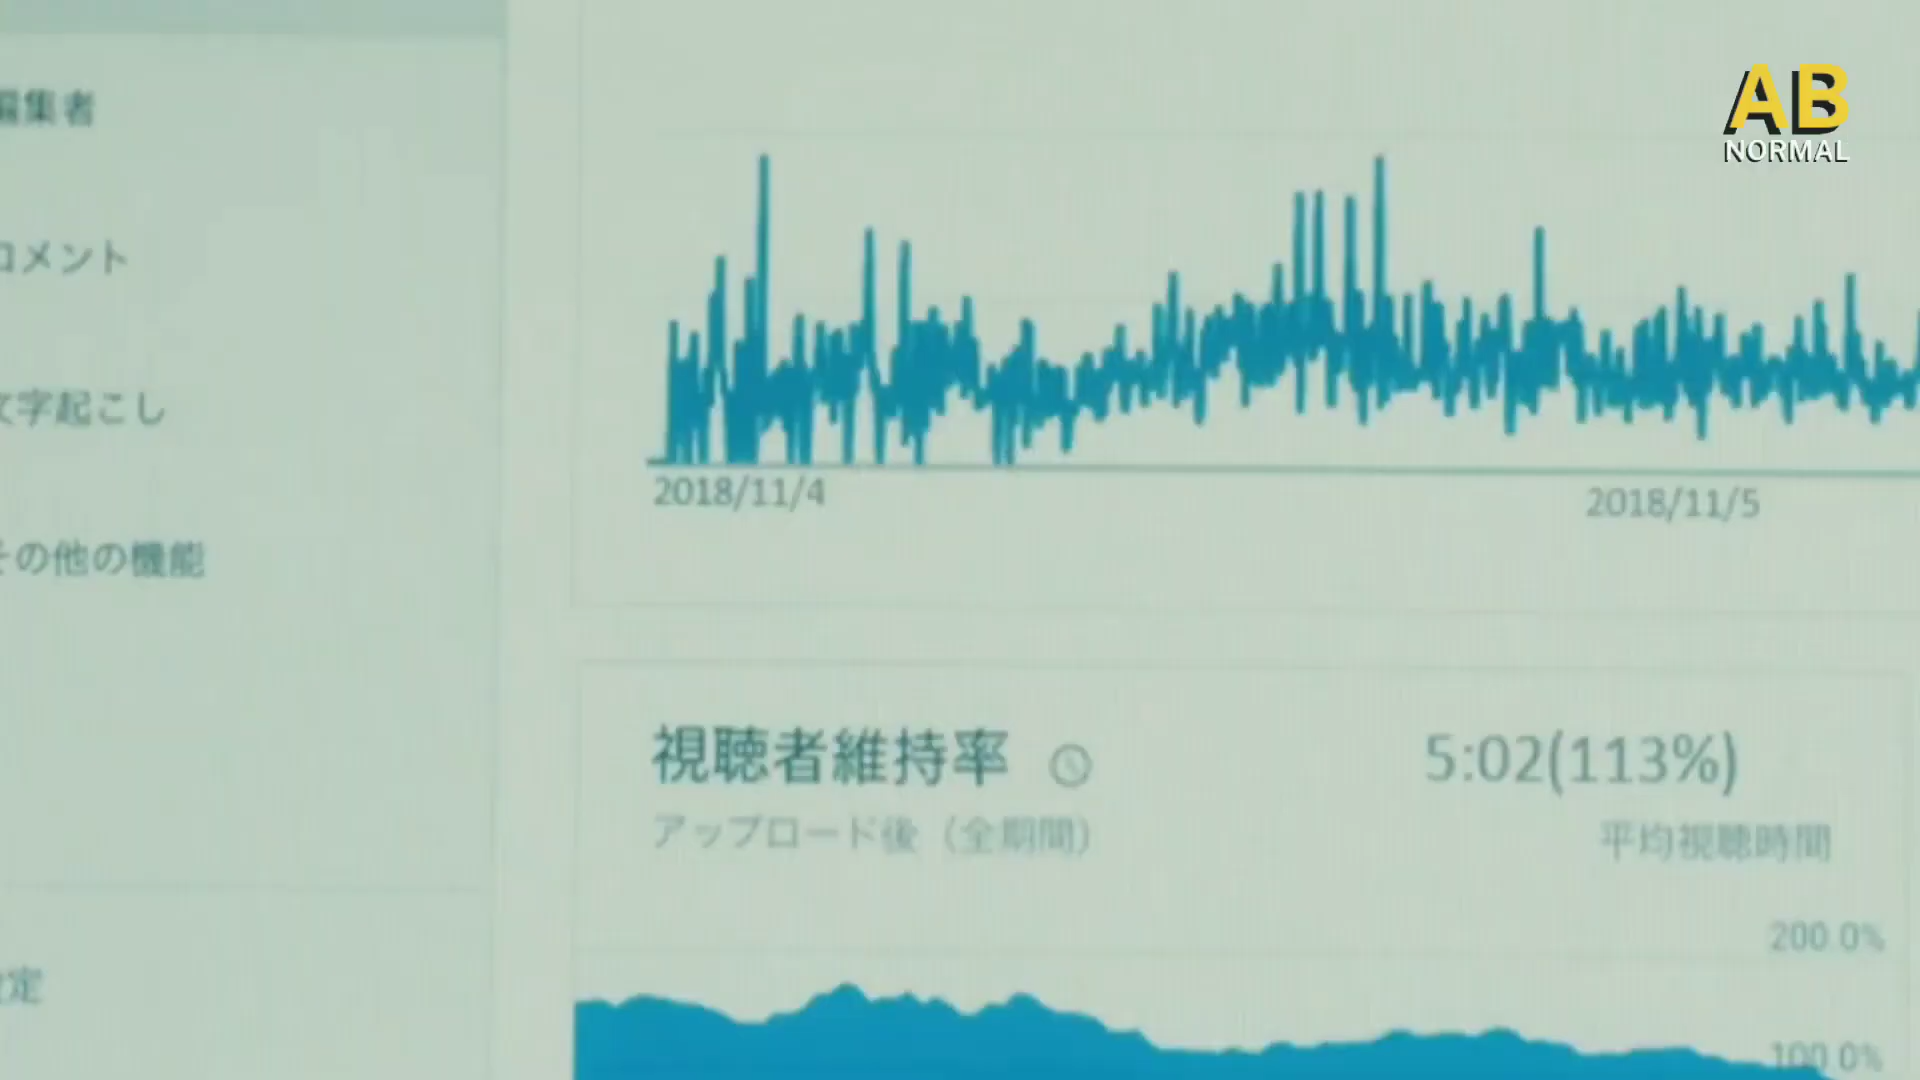 編集者
コメント
文字起こし
その他の機能
設定
AB
NORMAL
2018/11/4
2018/11/5
視聴者維持率
5:02(113%)
アップロード後（全期間）
平均視聴時間
200.0%
100.0%